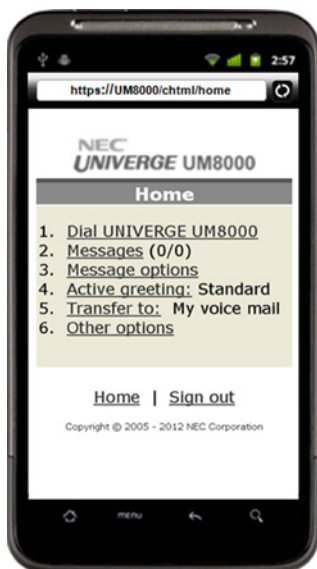 2:57
https://UM8000/chtml/home
NEC
UNIVERGE UM8000
Home
1. Dial UNIVERGE UM8000
2. Messages (0/0)
3. Message options
4. Active greeting: Standard
5. Transfer to: My voice mail
6. Other options
Home | Sign out
Copyright © 2005 - 2012 NEC Corporation
MENU